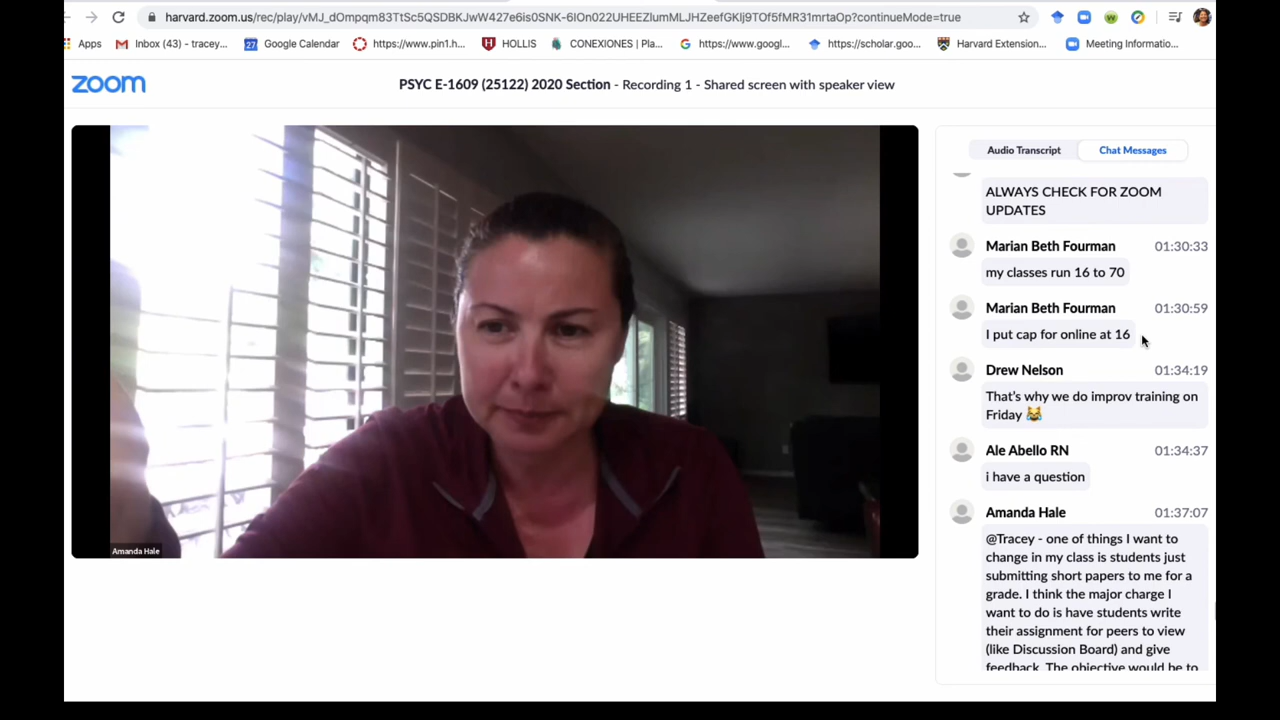 harvard.zoom.us/rec/play/vMJ_dOmpqm83TtSc5QSDBKJwW427e6is0SNK-6IOn022UHEEZlumMLJHZeefGKlj9TOf5fMR31mrtaOp?continueMode=true
Apps Inbox (43) - tracey... Google Calendar https://www.pin1.h... HOLLIS CONEXIONES | Pla... https://www.googl... https://scholar.goo... Harvard Extension... Meeting Informatio...
zoom PSYC E-1609 (25122) 2020 Section - Recording 1 - Shared screen with speaker view
Audio Transcript Chat Messages
ALWAYS CHECK FOR ZOOM
UPDATES
Marian Beth Fourman 01:30:33
my classes run 16 to 70
Marian Beth Fourman 01:30:59
I put cap for online at 16
Drew Nelson 01:34:19
That's why we do improv training on
Friday 😹
Ale Abello RN 01:34:37
i have a question
Amanda Hale 01:37:07
@Tracey - one of things I want to
change in my class is students just
submitting short papers to me for a
grade. I think the major charge I
want to do is have students write
their assignment for peers to view
(like Discussion Board) and give
feedback. The objective would be to
Amanda Hale